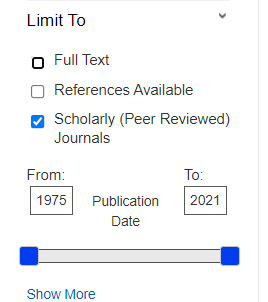 Limit To
Full Text
References Available
Scholarly (Peer Reviewed)
Journals
From: To:
1975 Publication 2021
Date
Show More